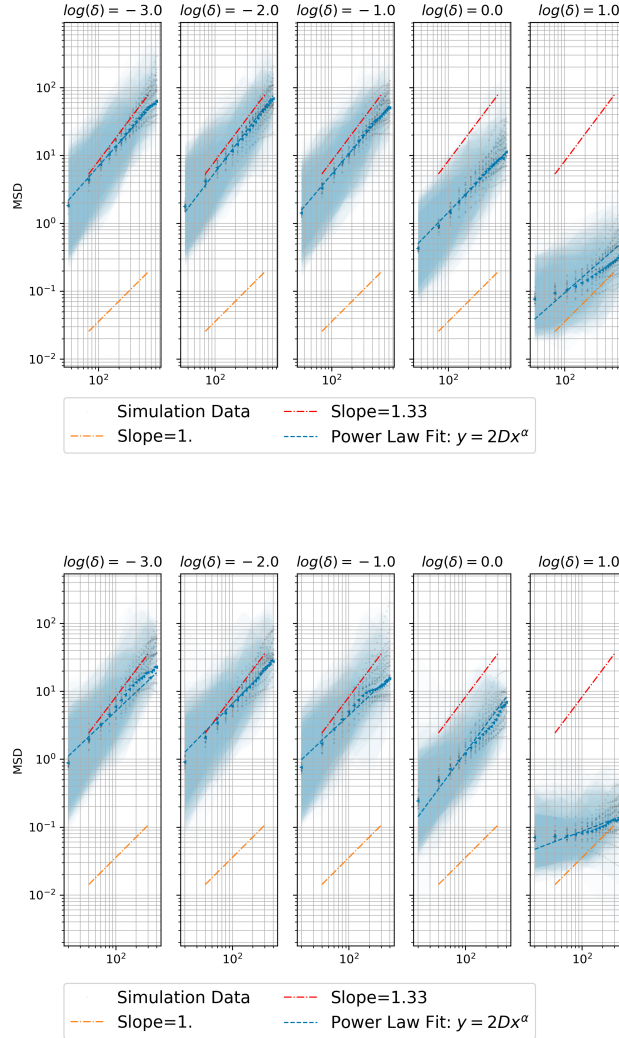 log(δ) = −3.0 log(δ) = −2.0 log(δ) = −1.0 log(δ) = 0.0 log(δ) = 1.0
10²
10¹
10⁰
10⁻¹
10⁻²
MSD
10² 10² 10² 10² 10²
Simulation Data Slope=1.33
Slope=1. Power Law Fit: y = 2Dx^α
log(δ) = −3.0 log(δ) = −2.0 log(δ) = −1.0 log(δ) = 0.0 log(δ) = 1.0
10²
10¹
10⁰
10⁻¹
10⁻²
MSD
10² 10² 10² 10² 10²
Simulation Data Slope=1.33
Slope=1. Power Law Fit: y = 2Dx^α